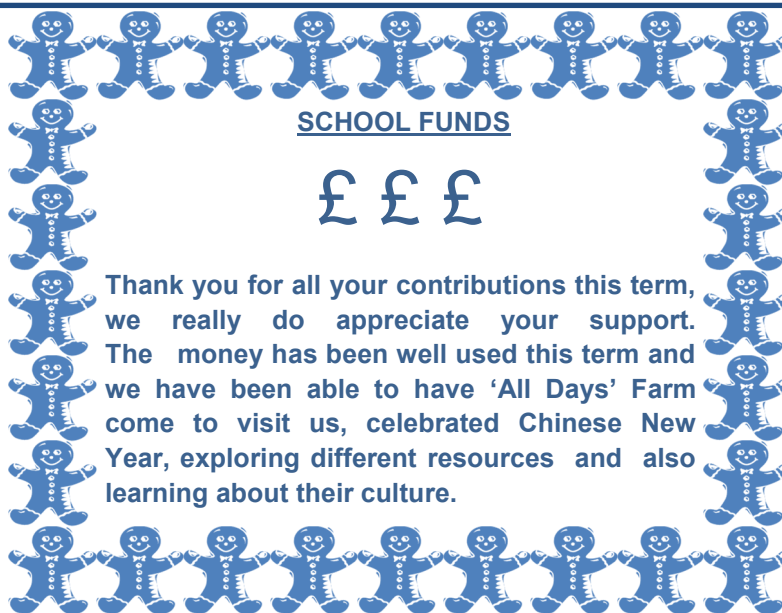 SCHOOL FUNDS
£ £ £
Thank you for all your contributions this term,
we really do appreciate your support.
The money has been well used this term and
we have been able to have ‘All Days’ Farm
come to visit us, celebrated Chinese New
Year, exploring different resources and also
learning about their culture.